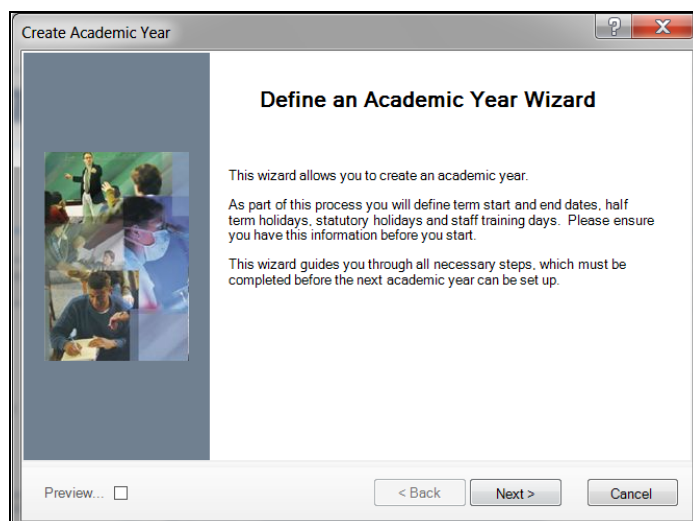 Create Academic Year
?
X
Define an Academic Year Wizard
This wizard allows you to create an academic year.
As part of this process you will define term start and end dates, half
term holidays, statutory holidays and staff training days. Please ensure
you have this information before you start.
This wizard guides you through all necessary steps, which must be
completed before the next academic year can be set up.
Preview...
< Back
Next >
Cancel